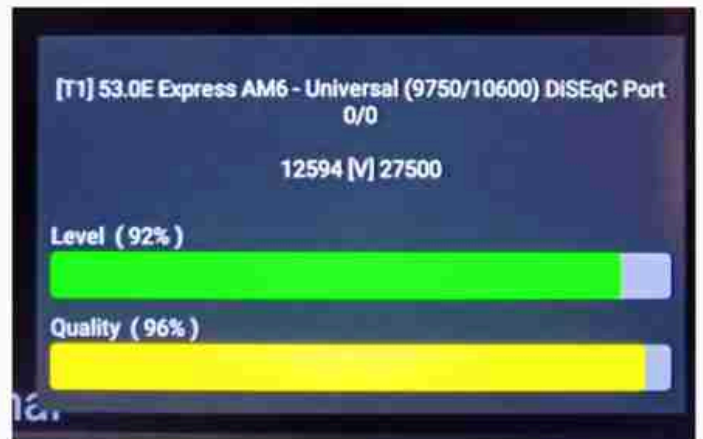 [T1] 53.0E Express AM6 - Universal (9750/10600) DiSEqC Port
0/0
12594 [V] 27500
Level ( 92% )
Quality ( 96% )